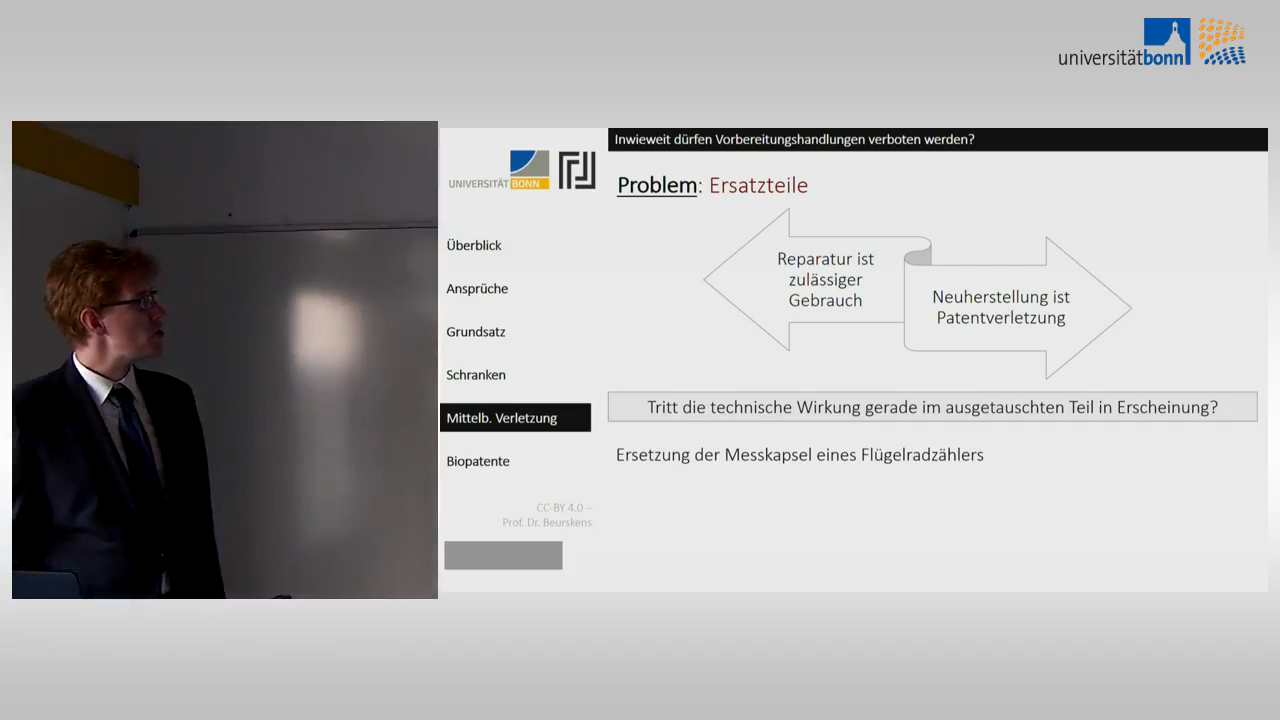 universitätbonn
Inwieweit dürfen Vorbereitungshandlungen verboten werden?
UNIVERSITÄT BONN
Problem: Ersatzteile
Überblick
Ansprüche
Grundsatz
Schranken
Mittelb. Verletzung
Biopatente
CC-BY 4.0 –
Prof. Dr. Beurskens
Reparatur ist
zulässiger
Gebrauch
Neuherstellung ist
Patentverletzung
Tritt die technische Wirkung gerade im ausgetauschten Teil in Erscheinung?
Ersetzung der Messkapsel eines Flügelradzählers